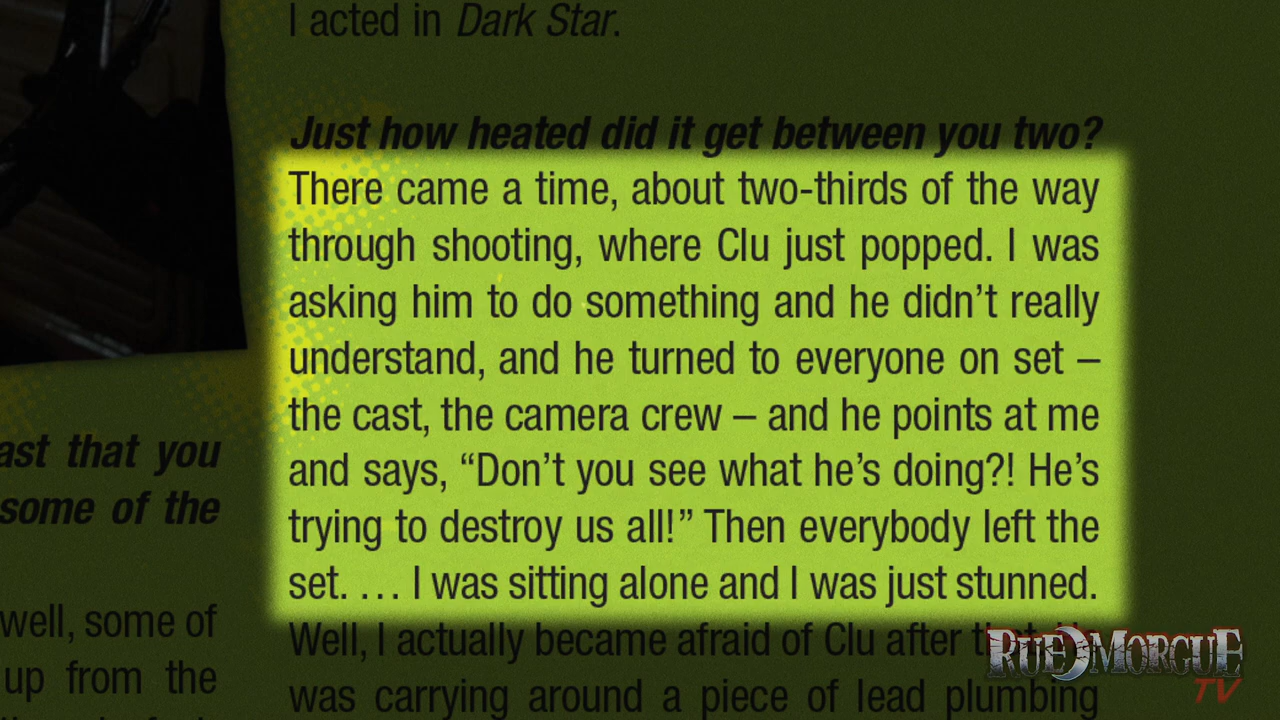 I acted in Dark Star.
Just how heated did it get between you two?
There came a time, about two-thirds of the way
through shooting, where Clu just popped. I was
asking him to do something and he didn't really
understand, and he turned to everyone on set –
the cast, the camera crew – and he points at me
and says, “Don't you see what he's doing?! He's
trying to destroy us all!” Then everybody left the
set. … I was sitting alone and I was just stunned.
Well, I actually became afraid of Clu after
was carrying around a piece of lead plumbing
that you
some of the
well, some of
up from the
RUE MORGUE
TV